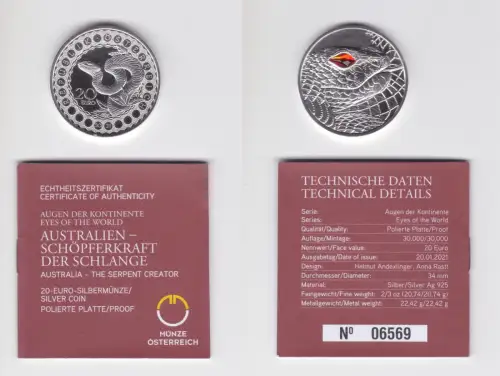 20
EURO
ECHTHEITSZERTIFIKAT
CERTIFICATE OF AUTHENTICITY
AUGEN DER KONTINENTE
EYES OF THE WORLD
AUSTRALIEN –
SCHÖPFERKRAFT
DER SCHLANGE
AUSTRALIA – THE SERPENT CREATOR
20-EURO-SILBERMÜNZE/
SILVER COIN
POLIERTE PLATTE/PROOF
MÜNZE
ÖSTERREICH
TECHNISCHE DATEN
TECHNICAL DETAILS
Serie: Augen der Kontinente
Series: Eyes of the World
Qualität/Quality: Polierte Platte/Proof
Auflage/Mintage: 30.000/30,000
Nennwert/Face value: 20 Euro
Ausgabetag/Date of issue: 20.01.2021
Design: Helmut Andexlinger, Anna Rastl
Durchmesser/Diameter: 34 mm
Material: Silber/Silver Ag 925
Feingewicht/Fine weight: 2/3 oz (20,74/20.74 g)
Metallgewicht/Metal weight: 22,42 g/22.42 g
Nº 06569